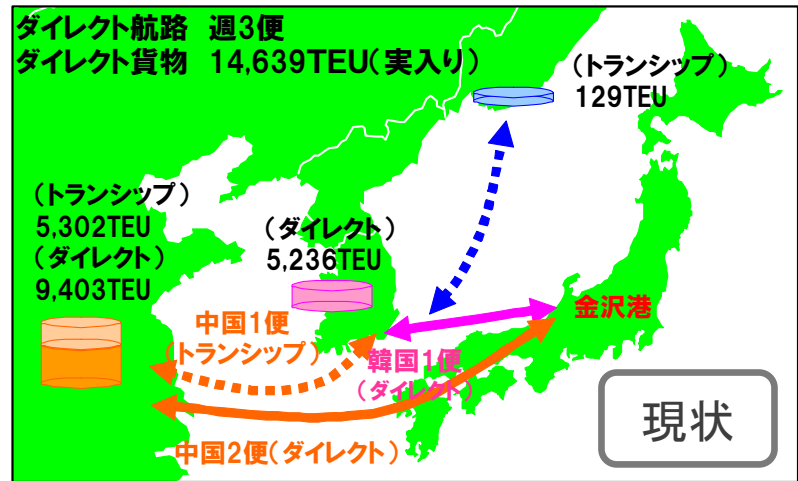 ダイレクト航路 週3便
ダイレクト貨物 14,639TEU(実入り)
(トランシップ)
129TEU
(トランシップ)
5,302TEU
(ダイレクト)
9,403TEU
(ダイレクト)
5,236TEU
中国1便
(トランシップ)
韓国1便
(ダイレクト)
金沢港
中国2便(ダイレクト)
現状